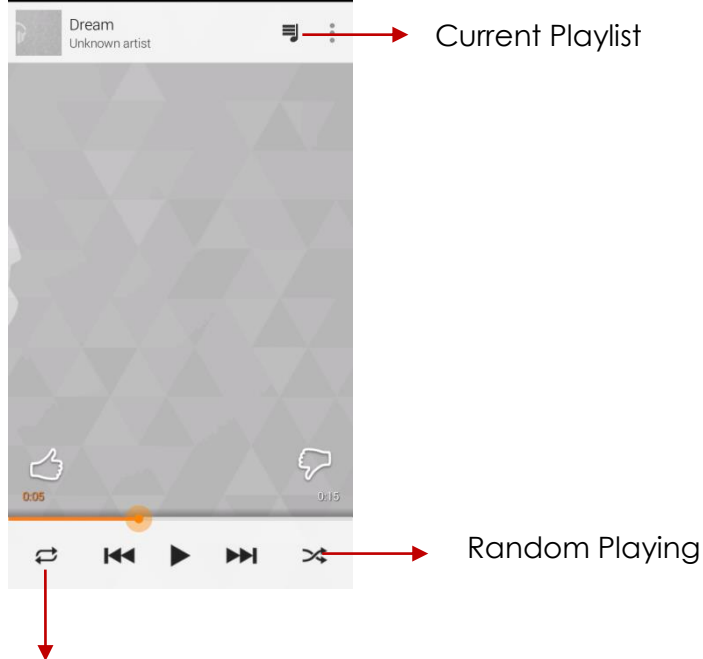 Dream
Unknown artist
Current Playlist
0:05
0:15
Random Playing